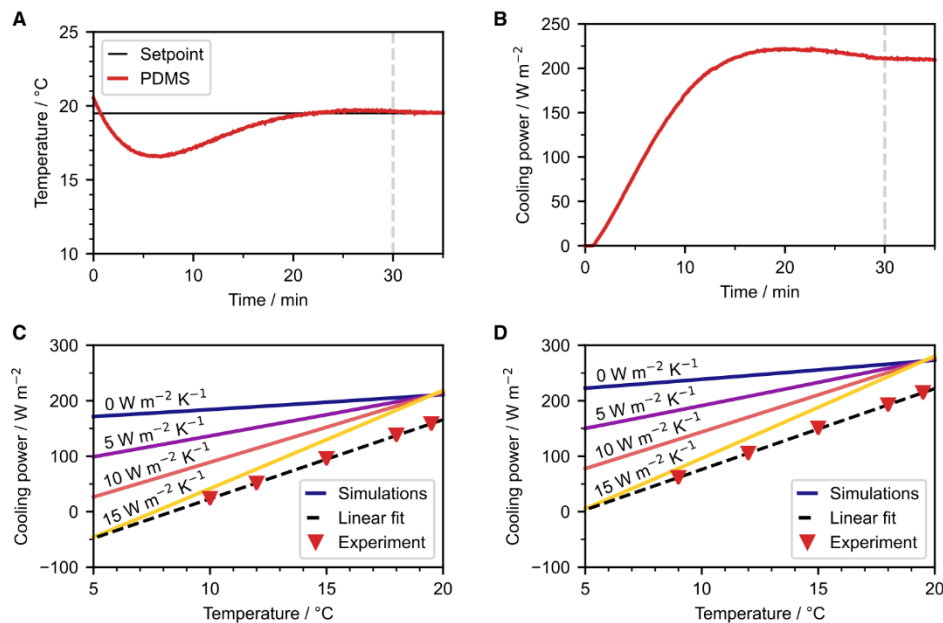 A
25
20
15
10
Temperature / °C
Setpoint
PDMS
0
10
20
30
Time / min
B
250
200
150
100
50
0
Cooling power / W m−2
0
10
20
30
Time / min
C
300
200
100
0
−100
Cooling power / W m−2
0 W m−2 K−1
5 W m−2 K−1
10 W m−2 K−1
15 W m−2 K−1
Simulations
Linear fit
Experiment
5
10
15
20
Temperature / °C
D
300
200
100
0
−100
Cooling power / W m−2
0 W m−2 K−1
5 W m−2 K−1
10 W m−2 K−1
15 W m−2 K−1
Simulations
Linear fit
Experiment
5
10
15
20
Temperature / °C